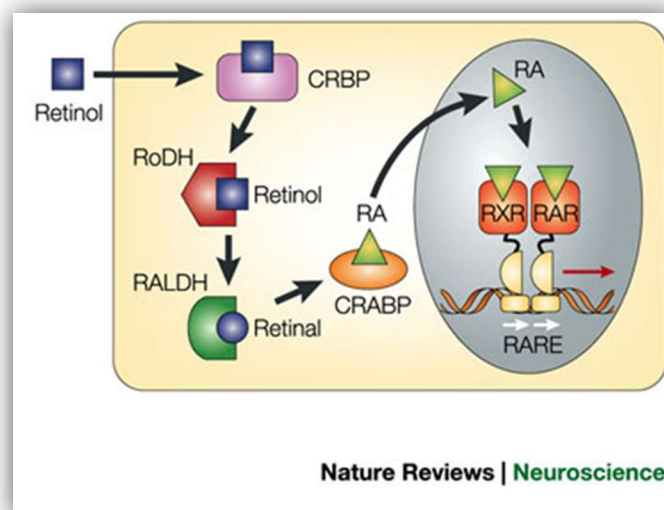 Retinol
CRBP
RoDH
Retinol
RALDH
Retinal
RA
CRABP
RA
RXR
RAR
RARE
Nature Reviews | Neuroscience